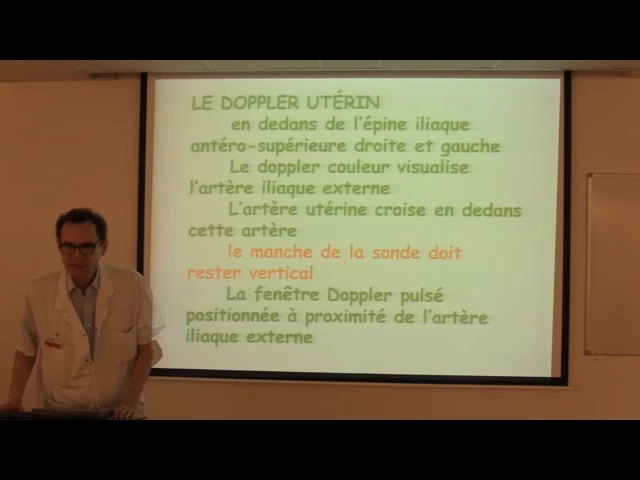 LE DOPPLER UTÉRIN
en dedans de l'épine iliaque
antéro-supérieure droite et gauche
Le doppler couleur visualise
l'artère iliaque externe
L'artère utérine croise en dedans
cette artère
le manche de la sonde doit
rester vertical
La fenêtre Doppler pulsé
positionnée à proximité de l'artère
iliaque externe